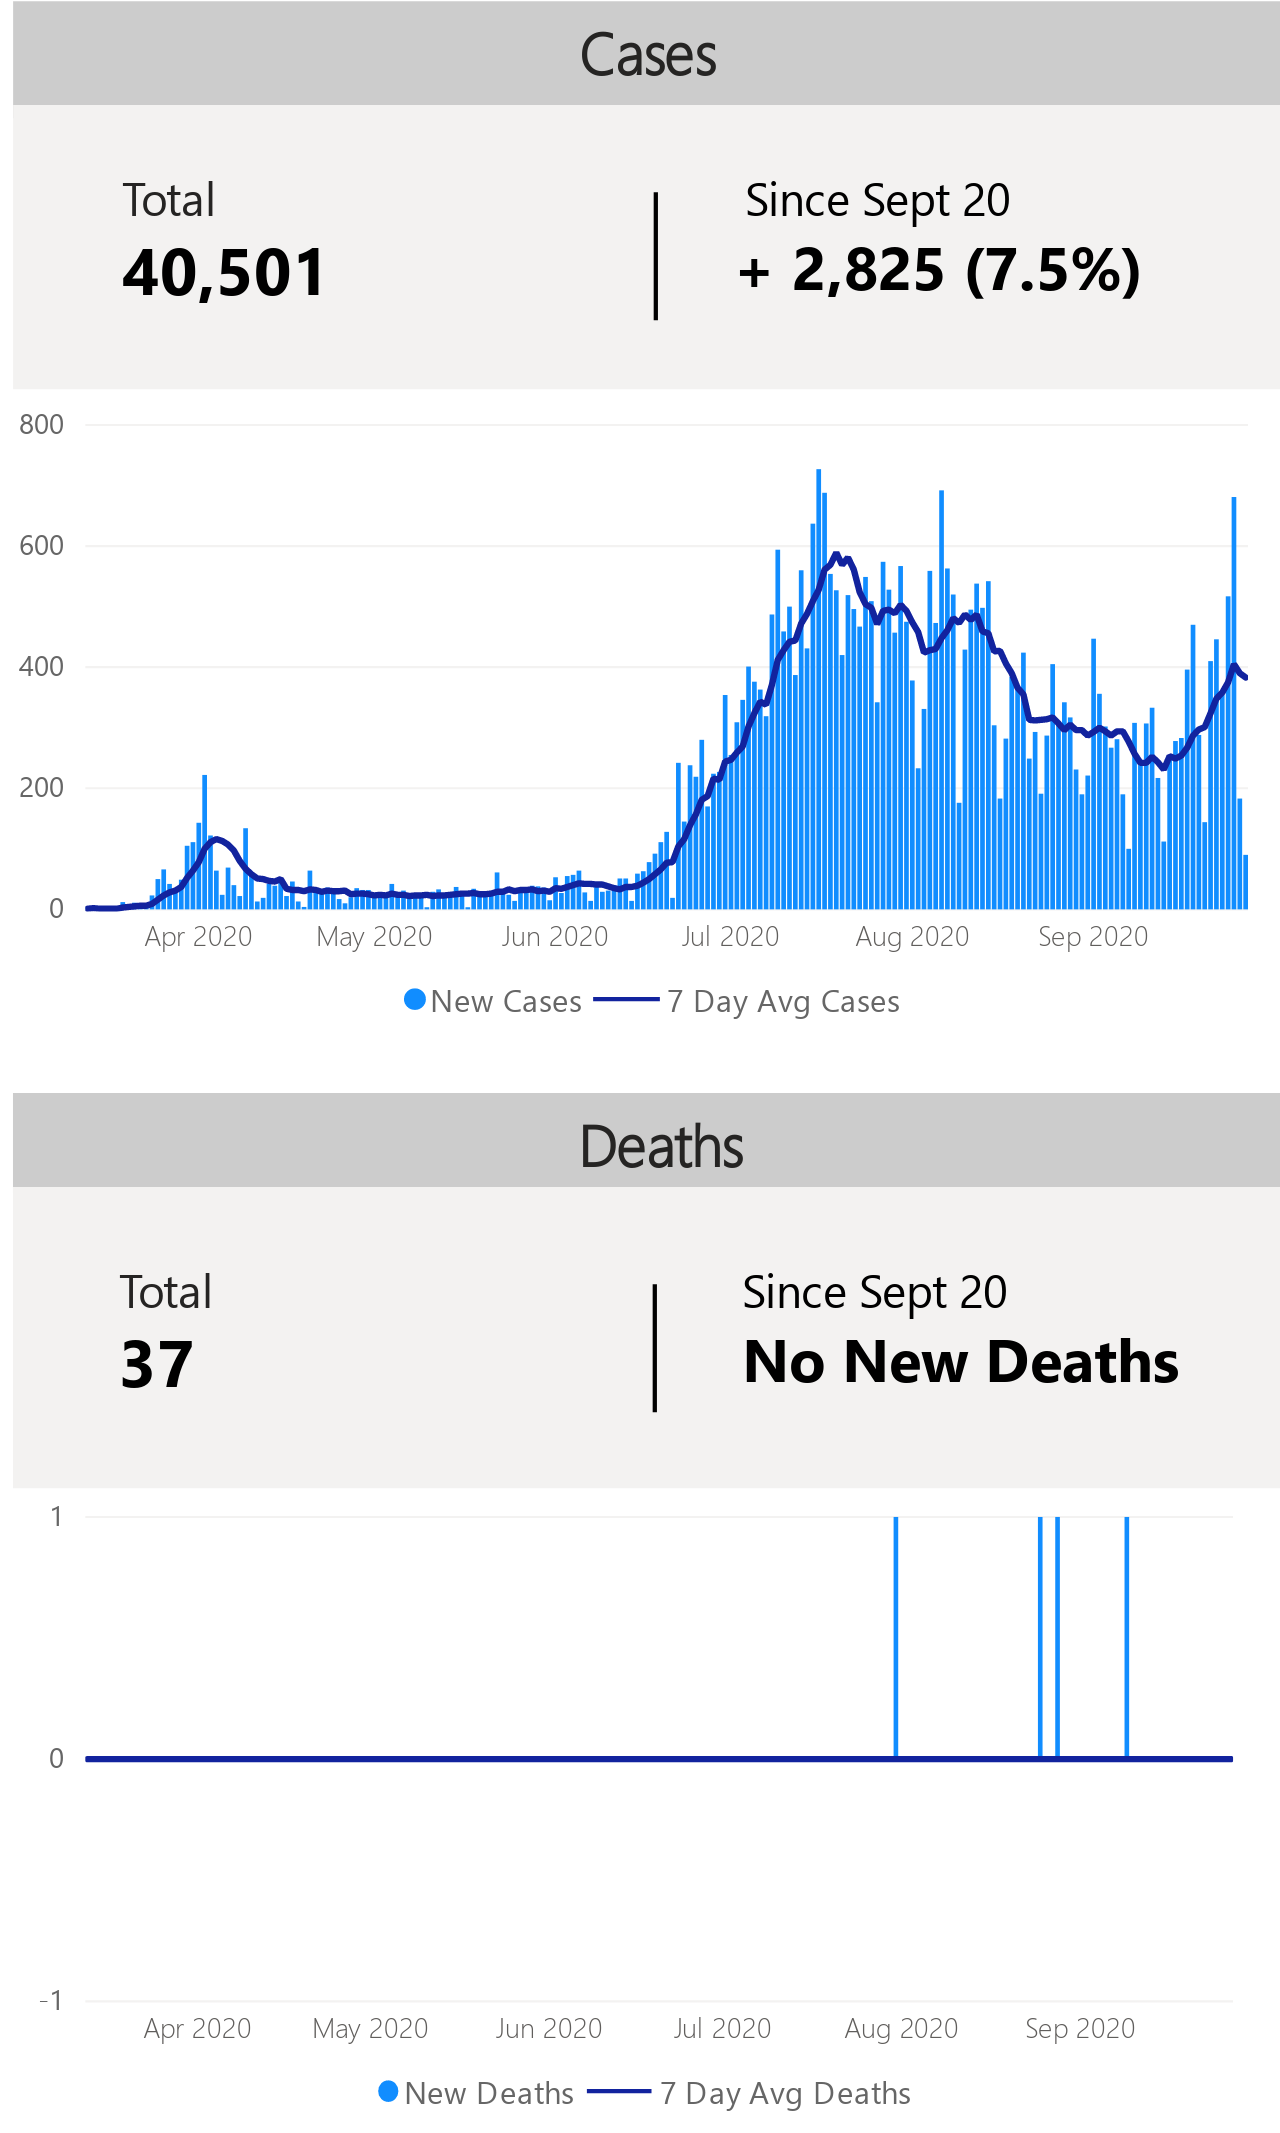 Cases
Total
Since Sept 20
40,501
+ 2,825 (7.5%)
800
600
400
200
0
Apr 2020 May 2020 Jun 2020 Jul 2020 Aug 2020 Sep 2020
New Cases 7 Day Avg Cases
Deaths
Total
Since Sept 20
37
No New Deaths
1
0
-1
Apr 2020 May 2020 Jun 2020 Jul 2020 Aug 2020 Sep 2020
New Deaths 7 Day Avg Deaths